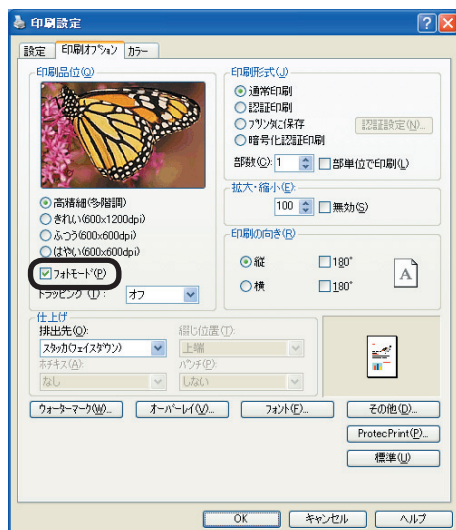 印刷設定
設定 印刷オプション カラー
印刷品位(Q)
高精細(多階調)
きれい(600x1200dpi)
ふつう(600x600dpi)
はやい(600x600dpi)
フォトモード(P)
トラッピング(T): オフ
印刷形式(J)
通常印刷
認証印刷
プリンタに保存
暗号化認証印刷
認証設定(N)...
部数(C): 1 部単位で印刷(L)
拡大・縮小(E):
100 無効(S)
印刷の向き(R)
縦 180°
横 180°
A
仕上げ
排出先(O): 綴じ位置(T):
スタッカ(フェイスダウン) 上端
ホチキス(A): パンチ(P):
なし しない
ウォーターマーク(W)... オーバーレイ(V)... フォント(F)... その他(D)...
ProtecPrint(P)...
標準(U)
OK キャンセル ヘルプ